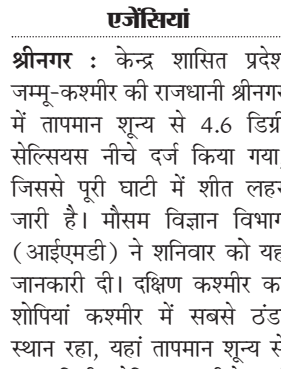 एजेंसियां
श्रीनगर : केन्द्र शासित प्रदेश
जम्मू-कश्मीर की राजधानी श्रीनगर
में तापमान शून्य से 4.6 डिग्री
सेल्सियस नीचे दर्ज किया गया,
जिससे पूरी घाटी में शीत लहर
जारी है। मौसम विज्ञान विभाग
(आईएमडी) ने शनिवार को यह
जानकारी दी। दक्षिण कश्मीर का
शोपियां कश्मीर में सबसे ठंडा
स्थान रहा, यहां तापमान शून्य से